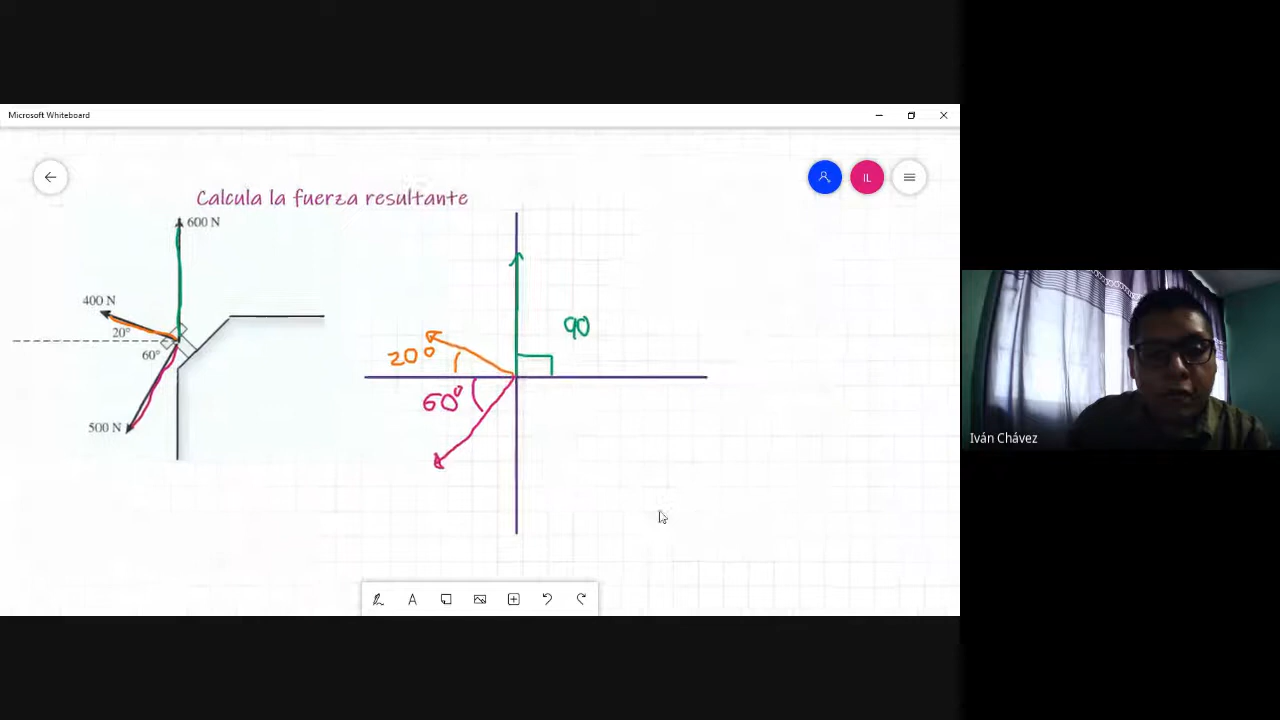 Microsoft Whiteboard
Calcula la fuerza resultante
IL
600 N
400 N
20°
60°
500 N
90
20°
60°
A
Iván Chávez